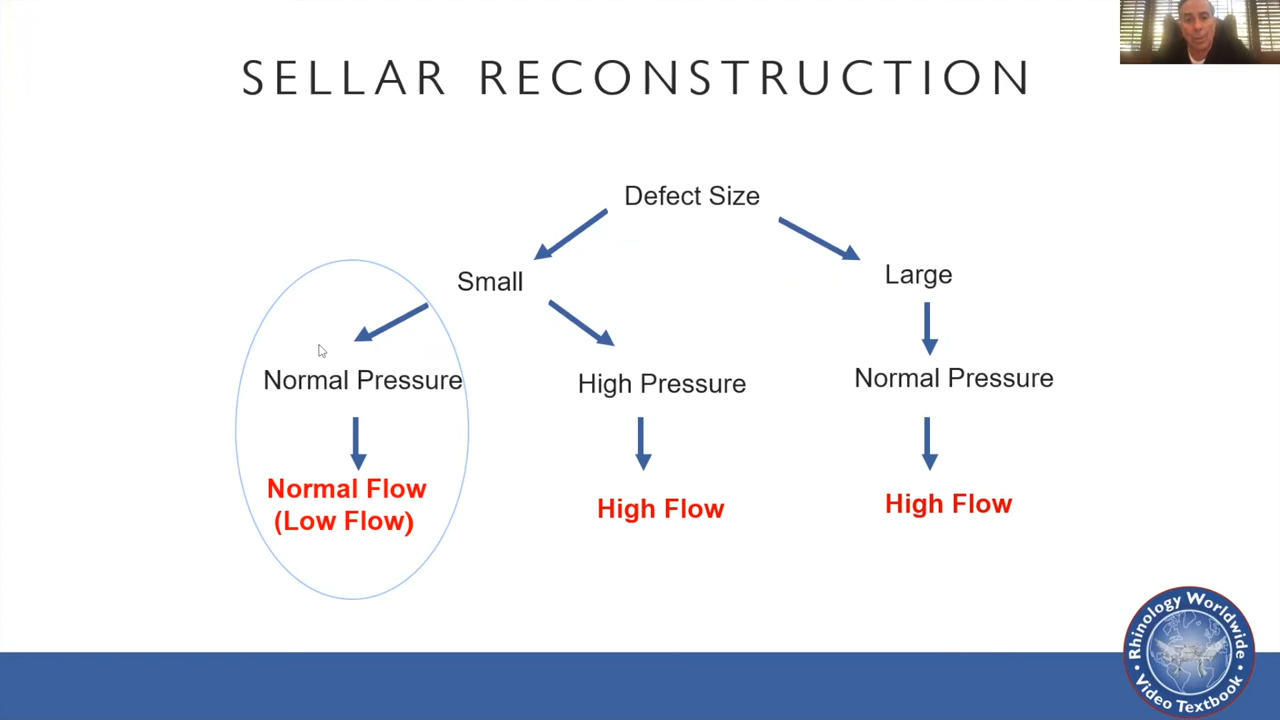 SELLAR RECONSTRUCTION
Defect Size
Small
Large
Normal Pressure
High Pressure
Normal Pressure
Normal Flow
(Low Flow)
High Flow
High Flow
Rhinology Worldwide
• Video Textbook •